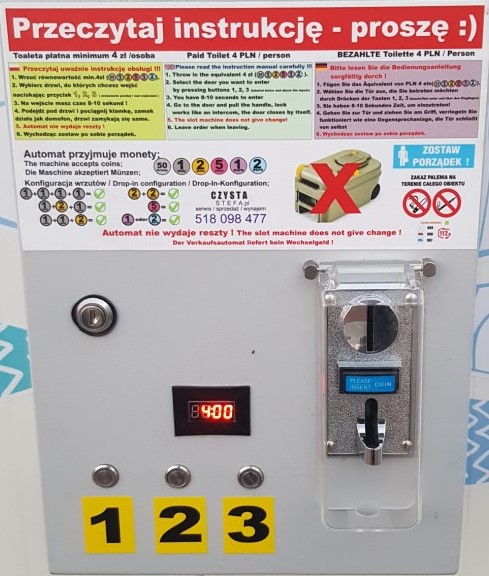 Przeczytaj instrukcję - proszę :)
Toaleta płatna minimum 4 zł /osoba
Paid Toilet 4 PLN / person
BEZAHLTE Toilette 4 PLN / Person
Przeczytaj uważnie instrukcję obsługi !!!
1. Wrzuć równowartość min.4zł
2. Wybierz drzwi, do których chcesz wejść
naciskając: przycisk 1, 2, 3
3. Na wejście masz czas 8-10 sekund !
4. Podejdź pod drzwi i pociągnij klamkę, zamek
działa jak domofon, drzwi zamykają się same.
5. Automat nie wydaje reszty !
6. Wychodząc zostaw po sobie porządek.
Please read the instruction manual carefully !!!
1. Throw in the equivalent 4 zł
2. Select the door you want to enter
by pressing buttons 1, 2, 3
3. You have 8-10 seconds to enter
4. Go to the door and pull the handle, lock
works like an intercom, the door closes by itself.
5. The slot machine does not give change!
6. Leave order when leaving.
Bitte lesen Sie die Bedienungsanleitung
sorgfältig durch !
1. Fügen Sie das Äquivalent von PLN 4 ein
2. Wählen Sie die Tür aus, die Sie betreten möchten
durch Drücken der Tasten 1, 2, 3
3. Sie haben 8-10 Sekunden Zeit, um einzutreten!
4. Gehen Sie zur Tür und ziehen Sie am Griff, verriegeln Sie
funktioniert wie eine Gegensprechanlage, die Tür schließt
von selbst
6. Wychodząc zostaw po sobie porządek.
Automat przyjmuje monety:
The machine accepts coins;
Die Maschine akzeptiert Münzen;
50 1 2 5 1 2
Konfiguracja wrzutów / Drop-in configuration / Drop-In-Konfiguration;
1+1+1+1=
2+2=
1+2+1=
5=
1+1+2=
1 oder 2=
CZYSTA
STEFA.pl
serwis / sprzedaż / wynajem
518 098 477
X
ZOSTAW
PORZĄDEK !
ZAKAZ PALENIA NA
TERENIE CAŁEGO OBIEKTU
999
998
997
112
Automat nie wydaje reszty ! The slot machine does not give change !
Der Verkaufsautomat liefert kein Wechselgeld !
PLEASE
INSERT COIN
4:00
1 2 3